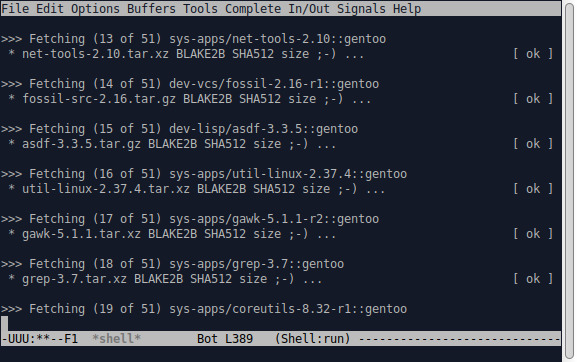 File Edit Options Buffers Tools Complete In/Out Signals Help
>>> Fetching (13 of 51) sys-apps/net-tools-2.10::gentoo
* net-tools-2.10.tar.xz BLAKE2B SHA512 size ;-) ... [ ok ]
>>> Fetching (14 of 51) dev-vcs/fossil-2.16-r1::gentoo
* fossil-src-2.16.tar.gz BLAKE2B SHA512 size ;-) ... [ ok ]
>>> Fetching (15 of 51) dev-lisp/asdf-3.3.5::gentoo
* asdf-3.3.5.tar.gz BLAKE2B SHA512 size ;-) ... [ ok ]
>>> Fetching (16 of 51) sys-apps/util-linux-2.37.4::gentoo
* util-linux-2.37.4.tar.xz BLAKE2B SHA512 size ;-) ... [ ok ]
>>> Fetching (17 of 51) sys-apps/gawk-5.1.1-r2::gentoo
* gawk-5.1.1.tar.xz BLAKE2B SHA512 size ;-) ... [ ok ]
>>> Fetching (18 of 51) sys-apps/grep-3.7::gentoo
* grep-3.7.tar.xz BLAKE2B SHA512 size ;-) ... [ ok ]
>>> Fetching (19 of 51) sys-apps/coreutils-8.32-r1::gentoo
-UUU:**--F1 *shell* Bot L389 (Shell:run) -----------------------------